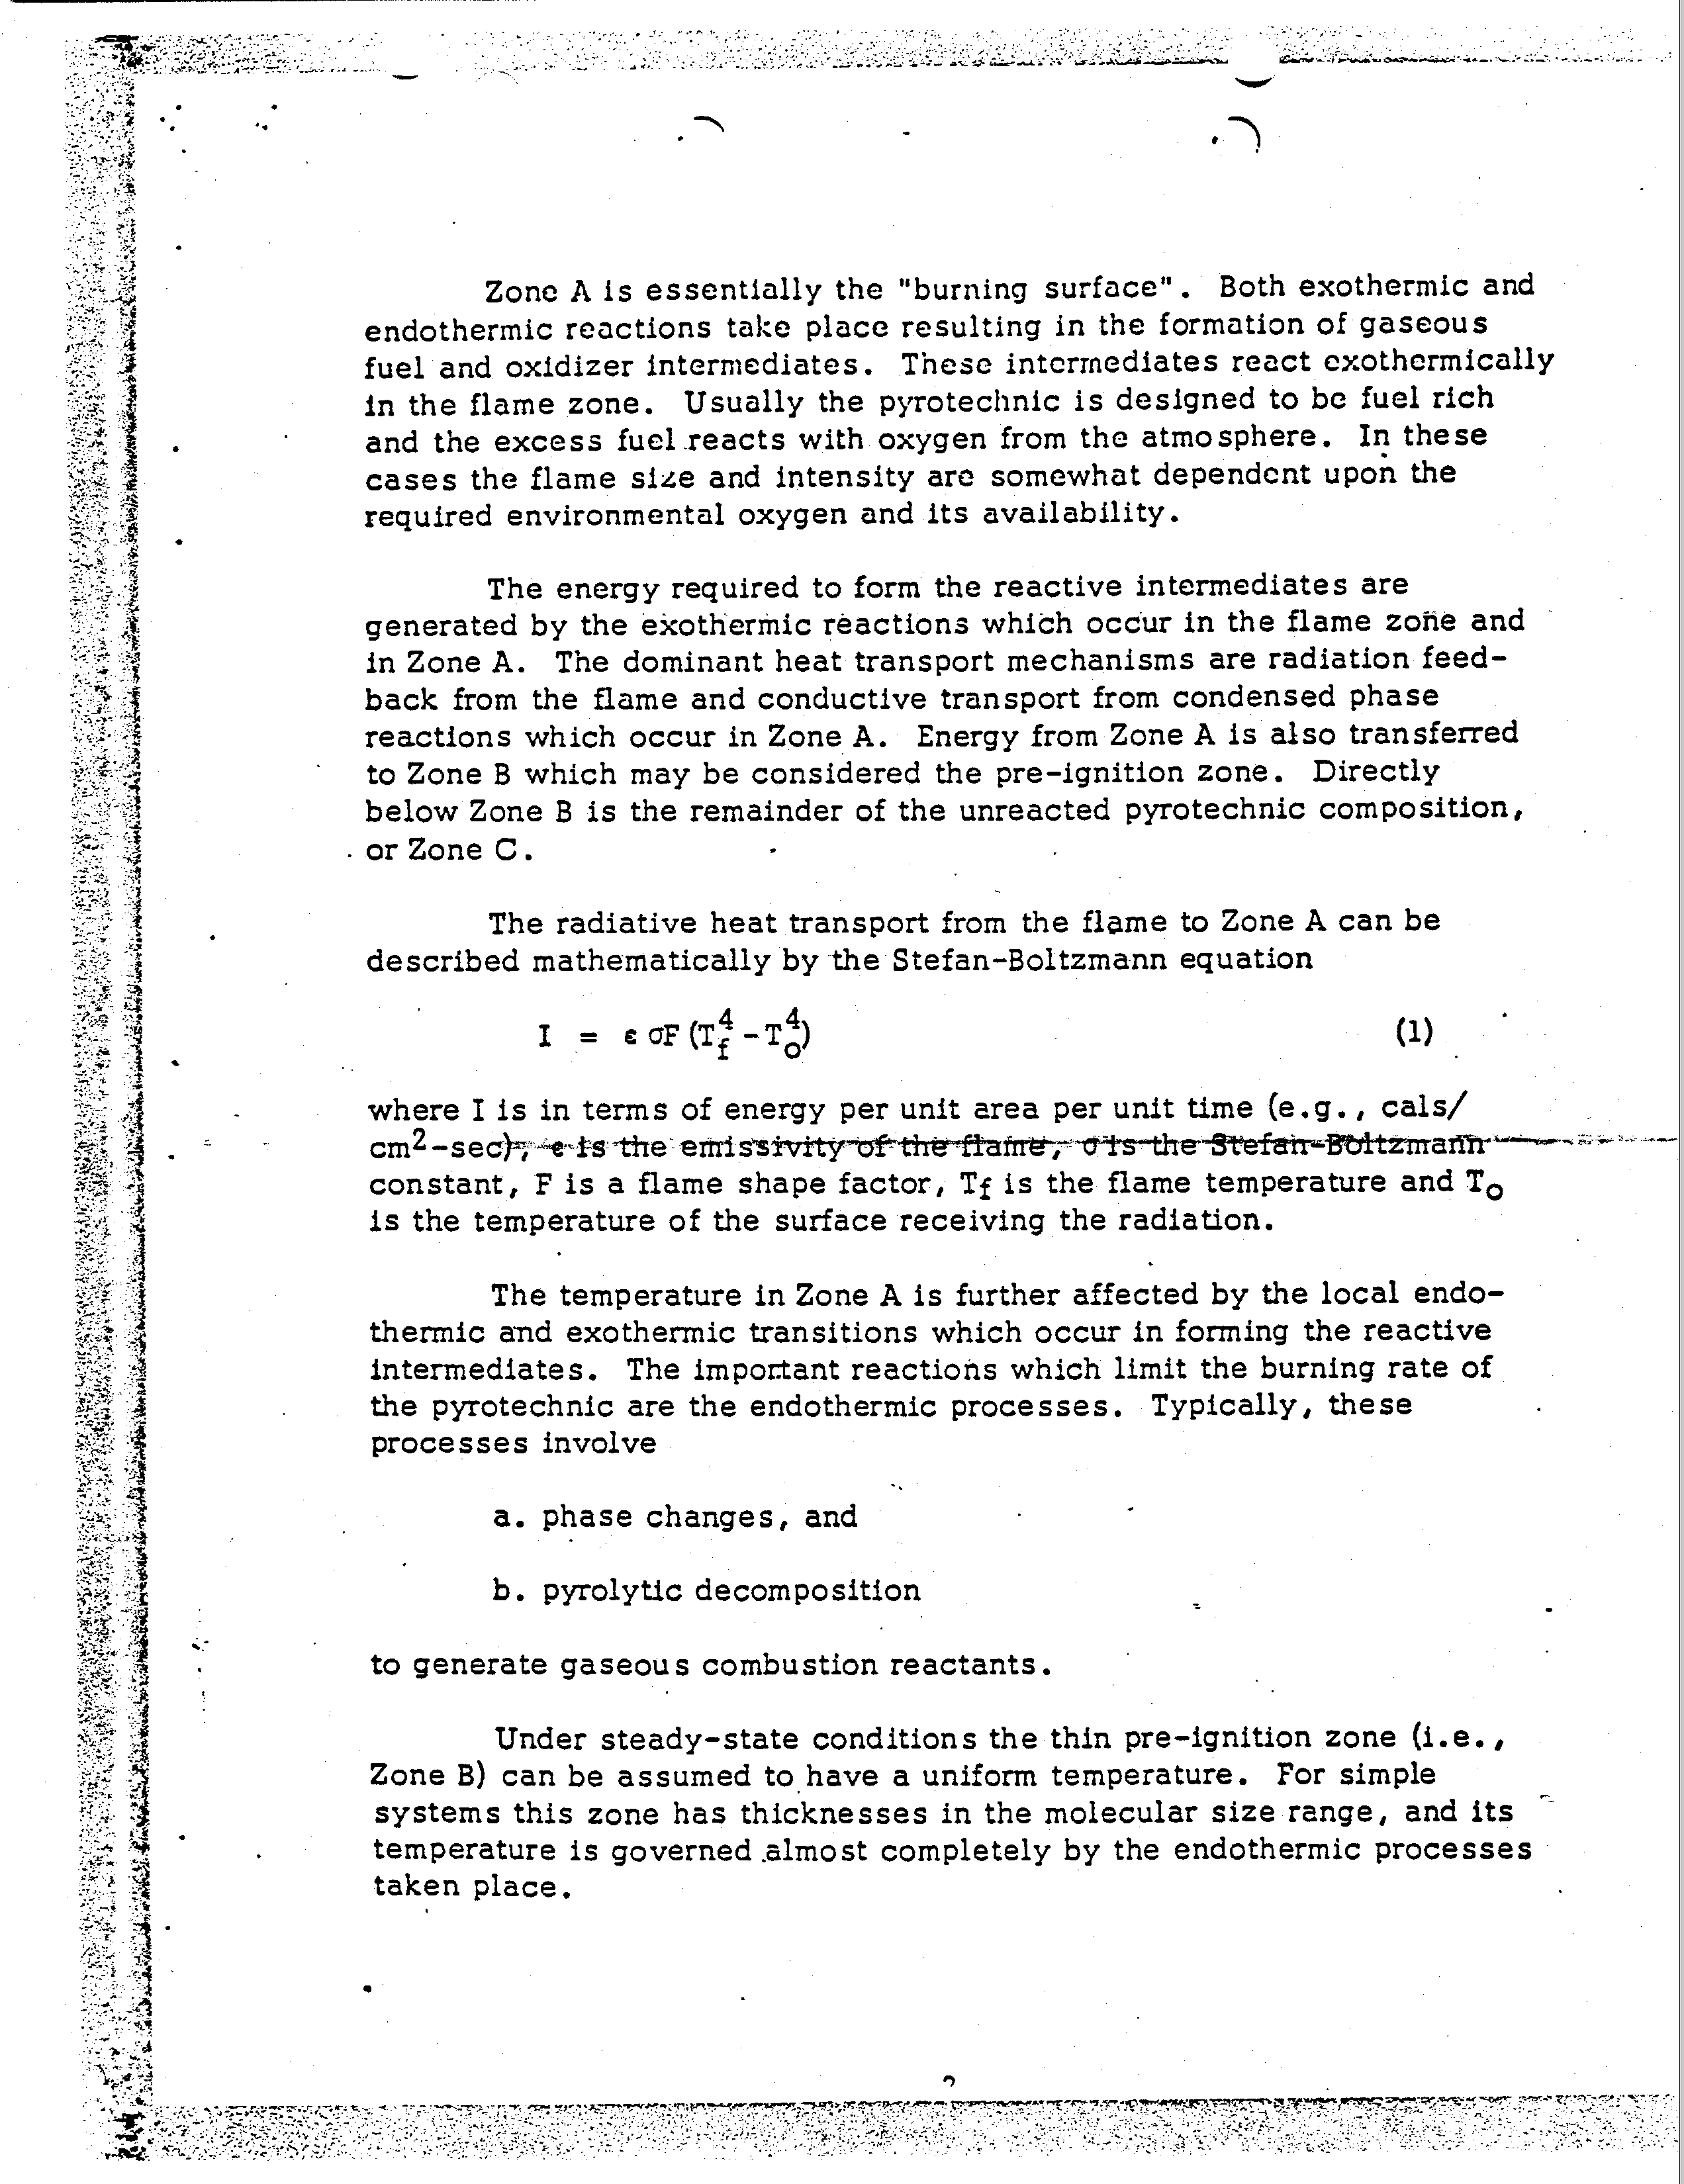 Zone A is essentially the "burning surface". Both exothermic and
endothermic reactions take place resulting in the formation of gaseous
fuel and oxidizer intermediates. These intermediates react exothermically
in the flame zone. Usually the pyrotechnic is designed to be fuel rich
and the excess fuel reacts with oxygen from the atmosphere. In these
cases the flame size and intensity are somewhat dependent upon the
required environmental oxygen and its availability.
The energy required to form the reactive intermediates are
generated by the exothermic reactions which occur in the flame zone and
in Zone A. The dominant heat transport mechanisms are radiation feed-
back from the flame and conductive transport from condensed phase
reactions which occur in Zone A. Energy from Zone A is also transferred
to Zone B which may be considered the pre-ignition zone. Directly
below Zone B is the remainder of the unreacted pyrotechnic composition,
or Zone C.
The radiative heat transport from the flame to Zone A can be
described mathematically by the Stefan-Boltzmann equation
I = ε σF (T_f^4 - T_o^4) (1)
where I is in terms of energy per unit area per unit time (e.g., cals/
cm²-sec), ε is the emissivity of the flame, σ is the Stefan-Boltzmann
constant, F is a flame shape factor, T_f is the flame temperature and T_o
is the temperature of the surface receiving the radiation.
The temperature in Zone A is further affected by the local endo-
thermic and exothermic transitions which occur in forming the reactive
intermediates. The important reactions which limit the burning rate of
the pyrotechnic are the endothermic processes. Typically, these
processes involve
a. phase changes, and
b. pyrolytic decomposition
to generate gaseous combustion reactants.
Under steady-state conditions the thin pre-ignition zone (i.e.,
Zone B) can be assumed to have a uniform temperature. For simple
systems this zone has thicknesses in the molecular size range, and its
temperature is governed almost completely by the endothermic processes
taken place.